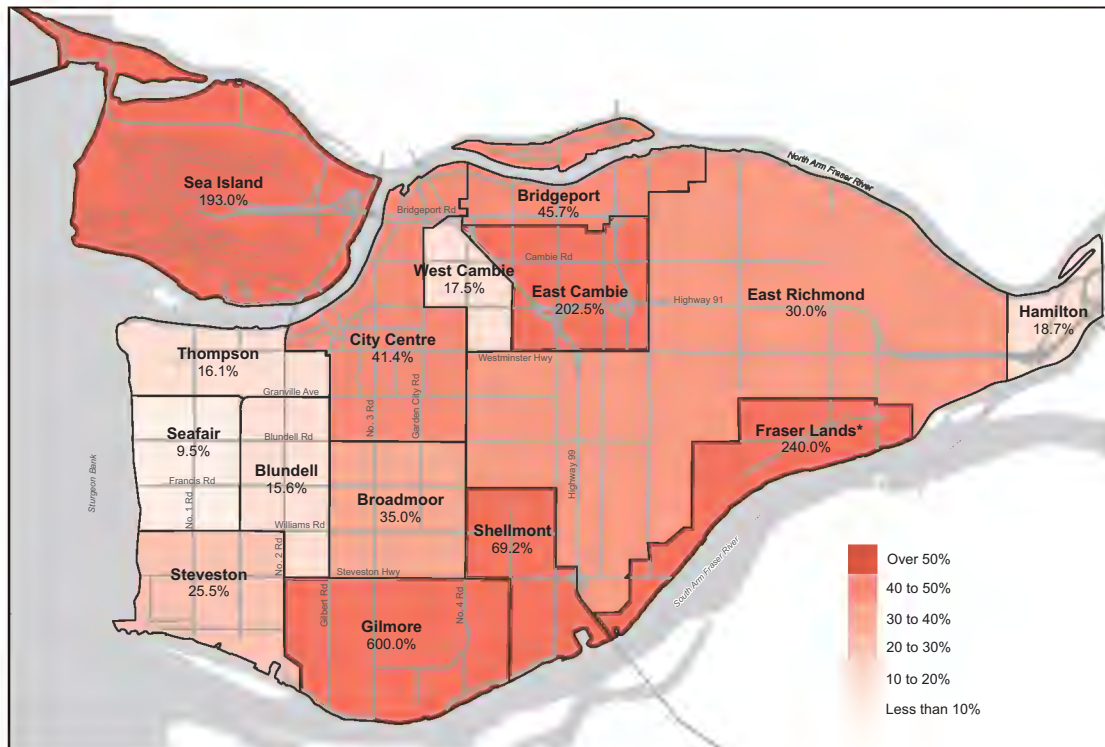 North Arm Fraser River
Sea Island
193.0%
Bridgeport
45.7%
Bridgeport Rd
Cambie Rd
West Cambie
17.5%
East Cambie
202.5%
Highway 91
East Richmond
30.0%
Hamilton
18.7%
City Centre
41.4%
Thompson
16.1%
Westminster Hwy
Granville Ave
No. 3 Rd
Garden City Rd
Seafair
9.5%
Blundell Rd
Fraser Lands*
240.0%
Sturgeon Bank
Blundell
15.6%
Francis Rd
No. 1 Rd
Highway 99
Broadmoor
35.0%
Williams Rd
Shellmont
69.2%
No. 2 Rd
Steveston
25.5%
Steveston Hwy
South Arm Fraser River
Gilbert Rd
No. 4 Rd
Gilmore
600.0%
Over 50%
40 to 50%
30 to 40%
20 to 30%
10 to 20%
Less than 10%